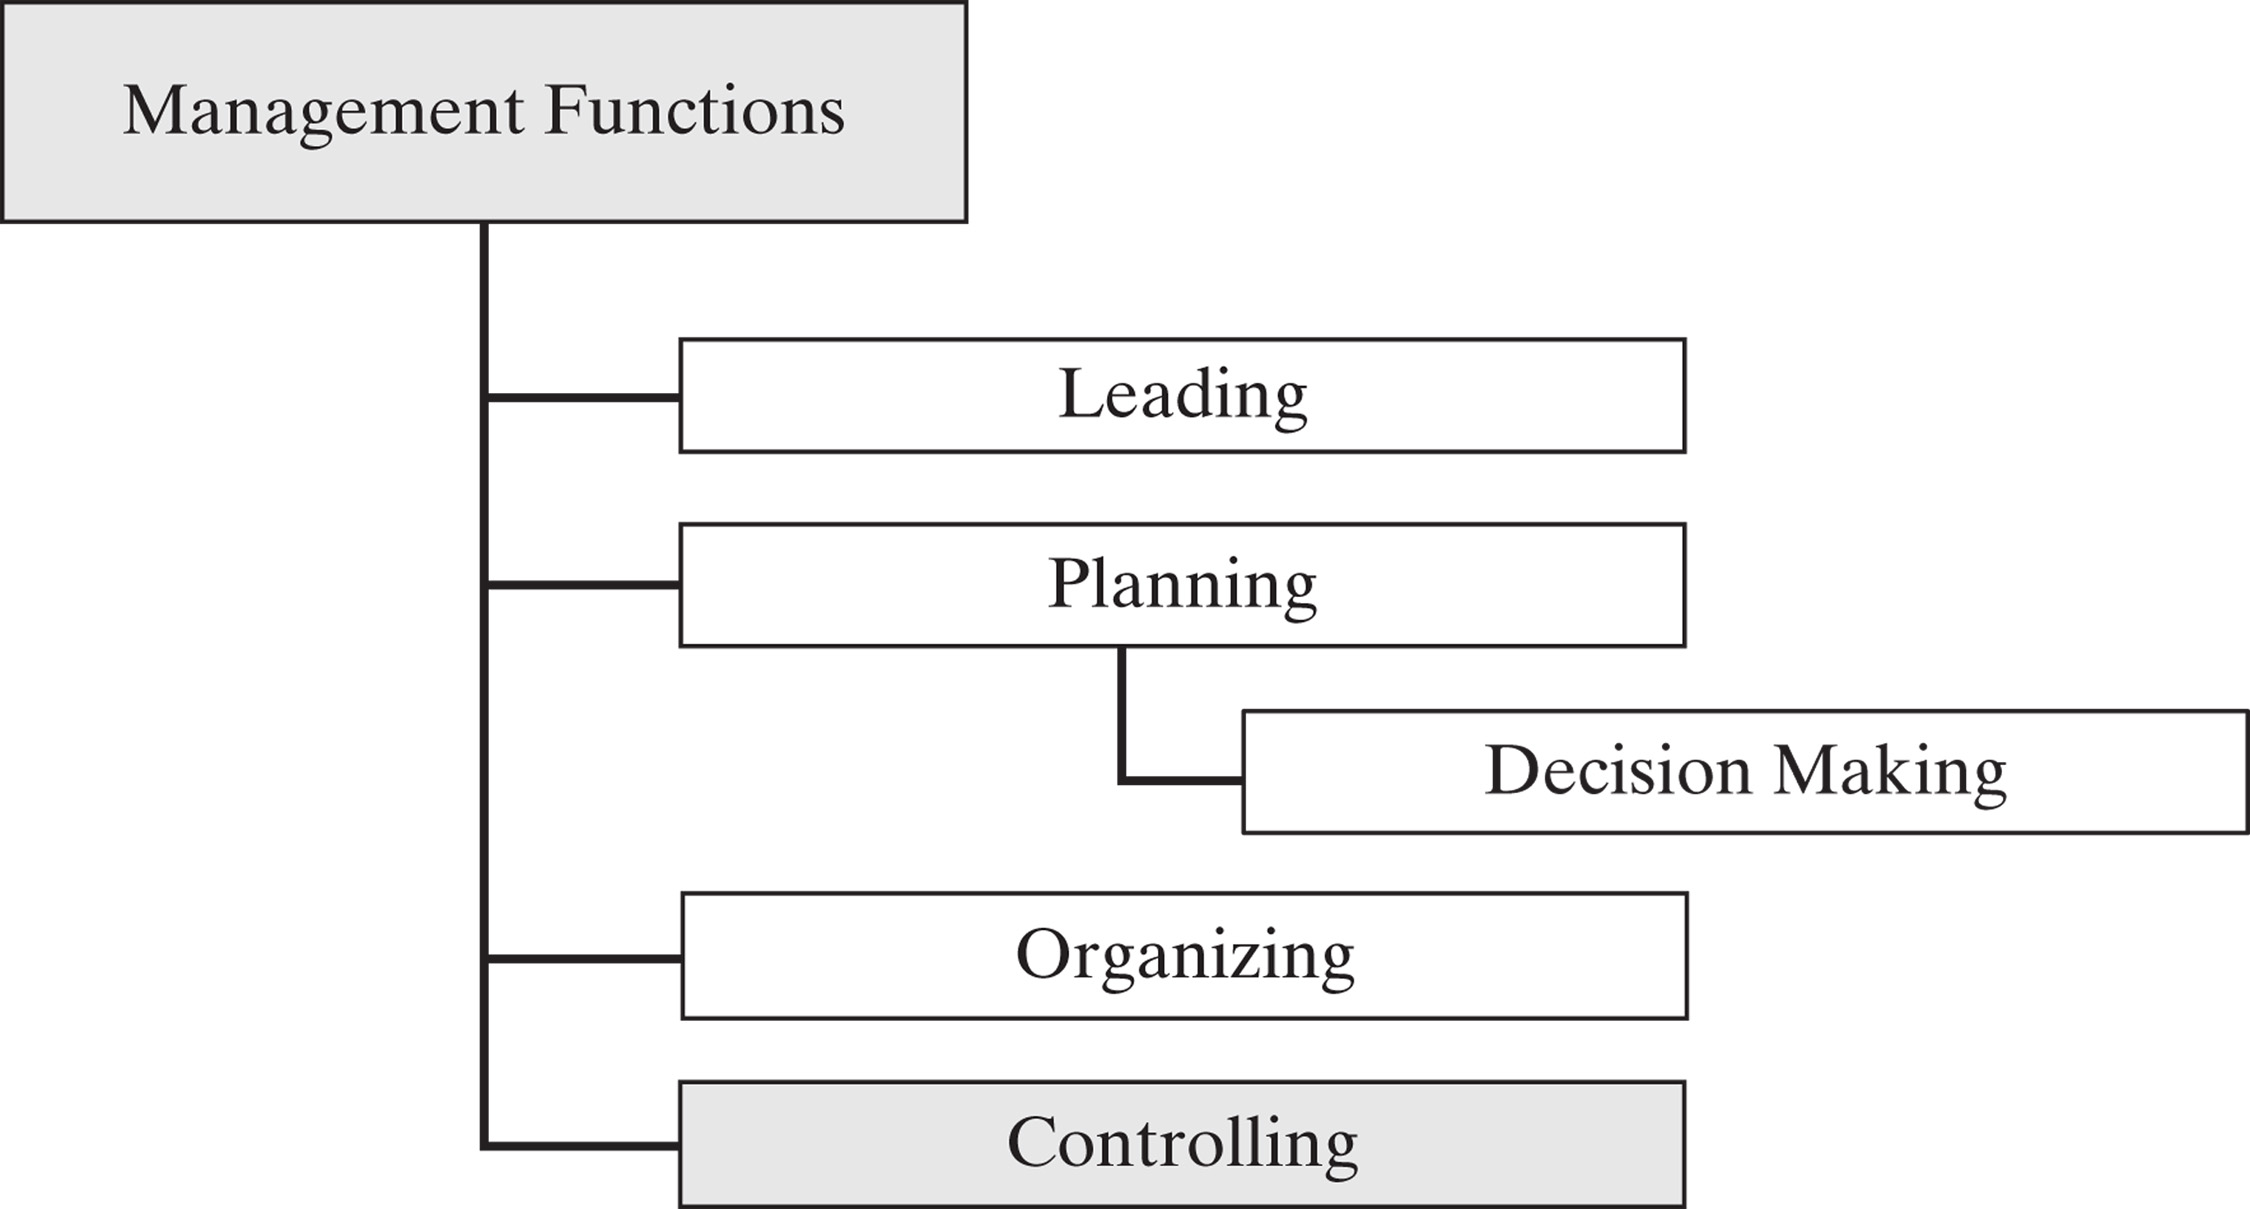 Management Functions
Leading
Planning
Decision Making
Organizing
Controlling